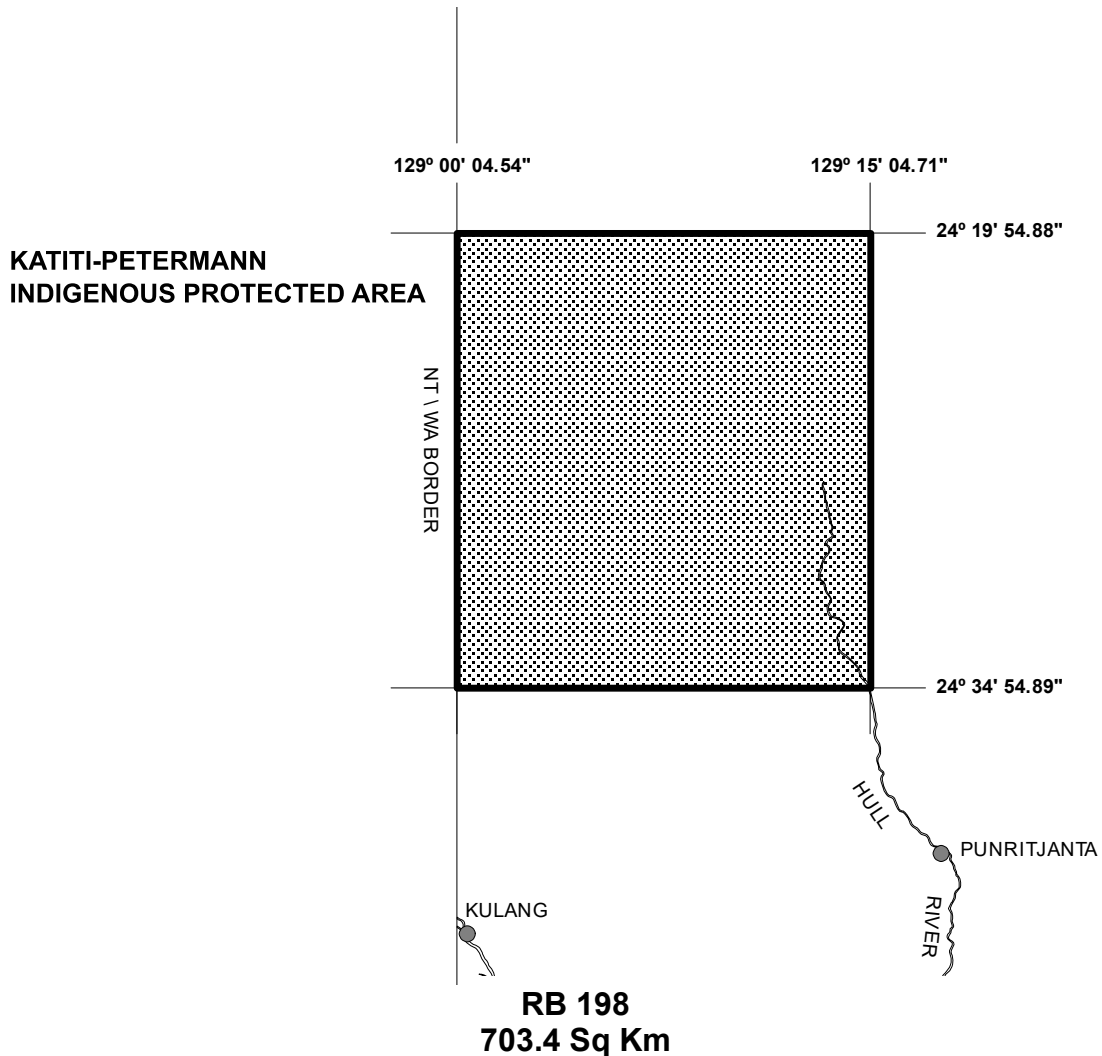 129º 00' 04.54"
129º 15' 04.71"
24º 19' 54.88"
KATITI-PETERMANN
INDIGENOUS PROTECTED AREA
NT \ WA BORDER
24º 34' 54.89"
HULL
PUNRITJANTA
RIVER
KULANG
RB 198
703.4 Sq Km